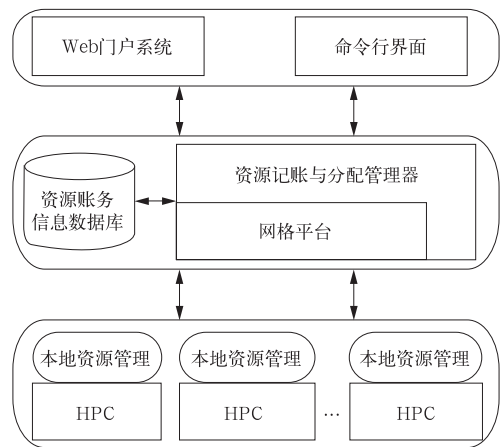 Web门户系统
命令行界面
资源账务
信息数据库
资源记账与分配管理器
网格平台
本地资源管理
本地资源管理
本地资源管理
HPC
HPC
...
HPC